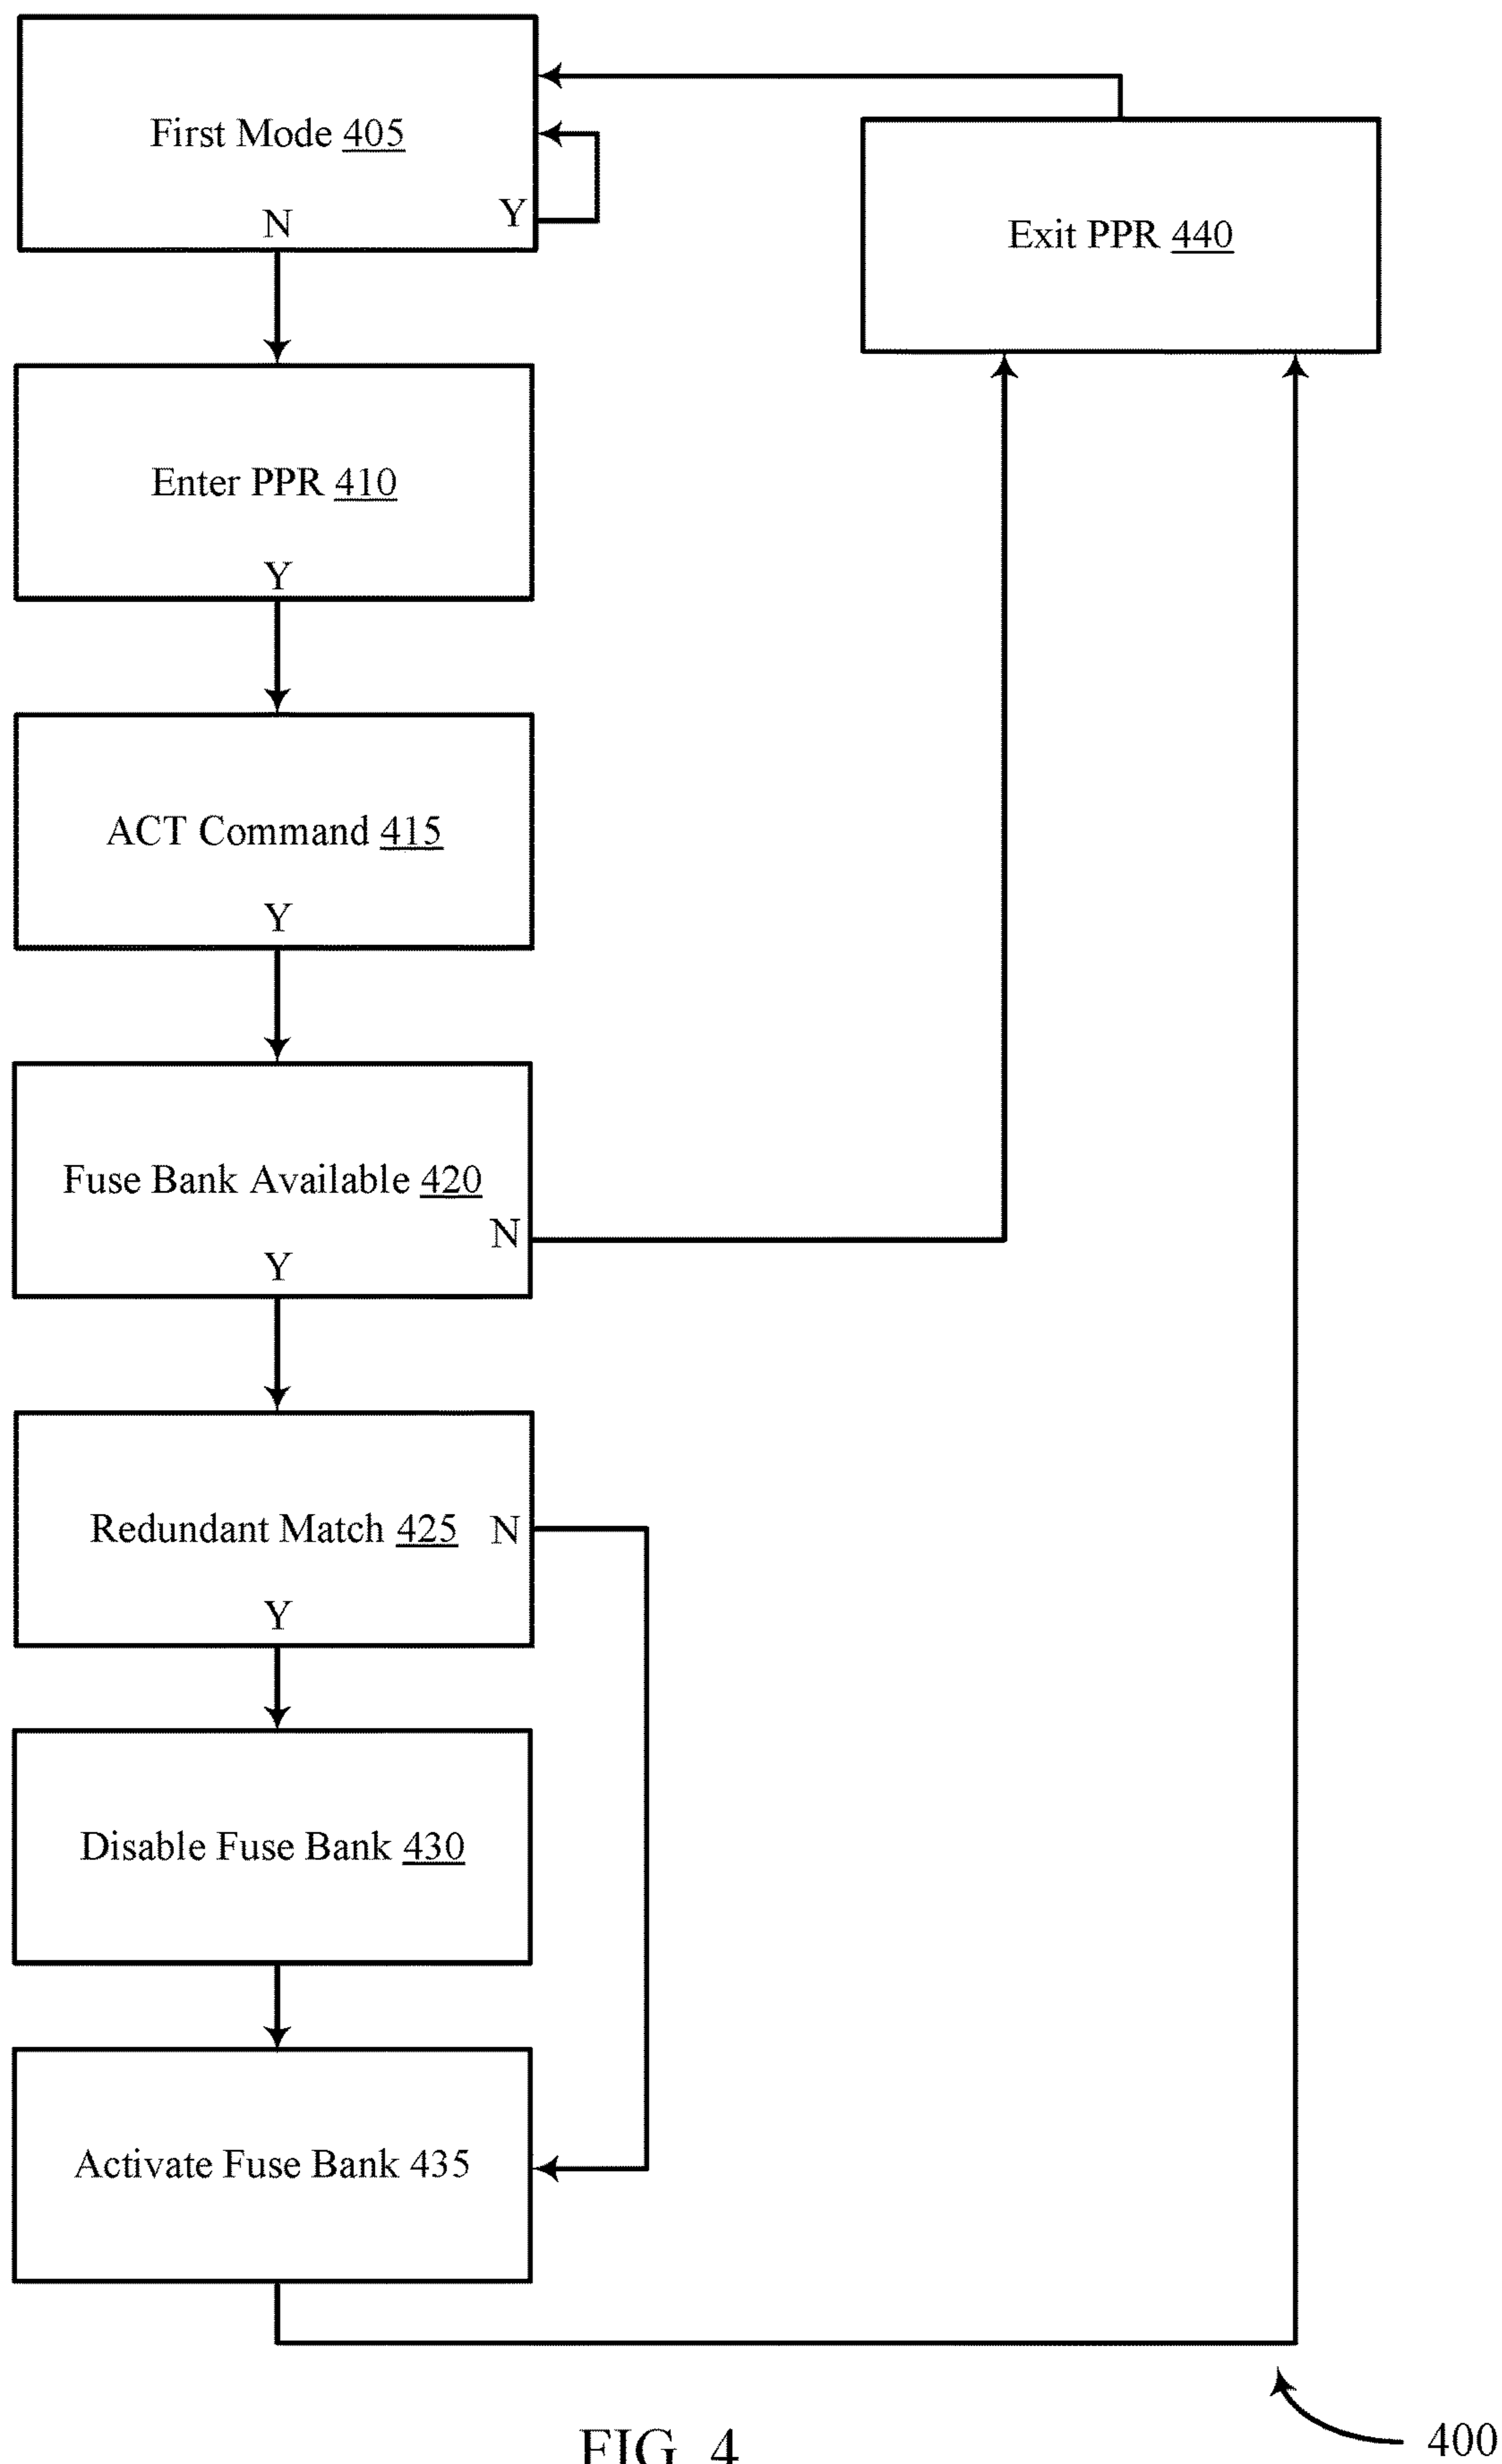 First Mode 405
N
Y
Exit PPR 440
Enter PPR 410
Y
ACT Command 415
Y
Fuse Bank Available 420
N
Y
Redundant Match 425 N
Y
Disable Fuse Bank 430
Activate Fuse Bank 435
400
FIG. 4